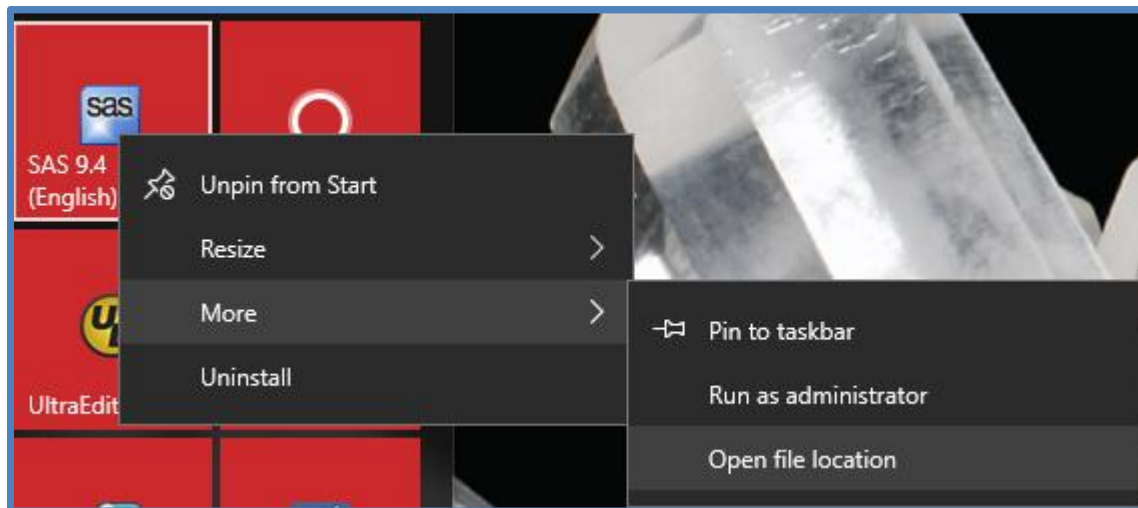 sas
SAS 9.4
(English)
Unpin from Start
Resize
More
Uninstall
UltraEdit
Pin to taskbar
Run as administrator
Open file location